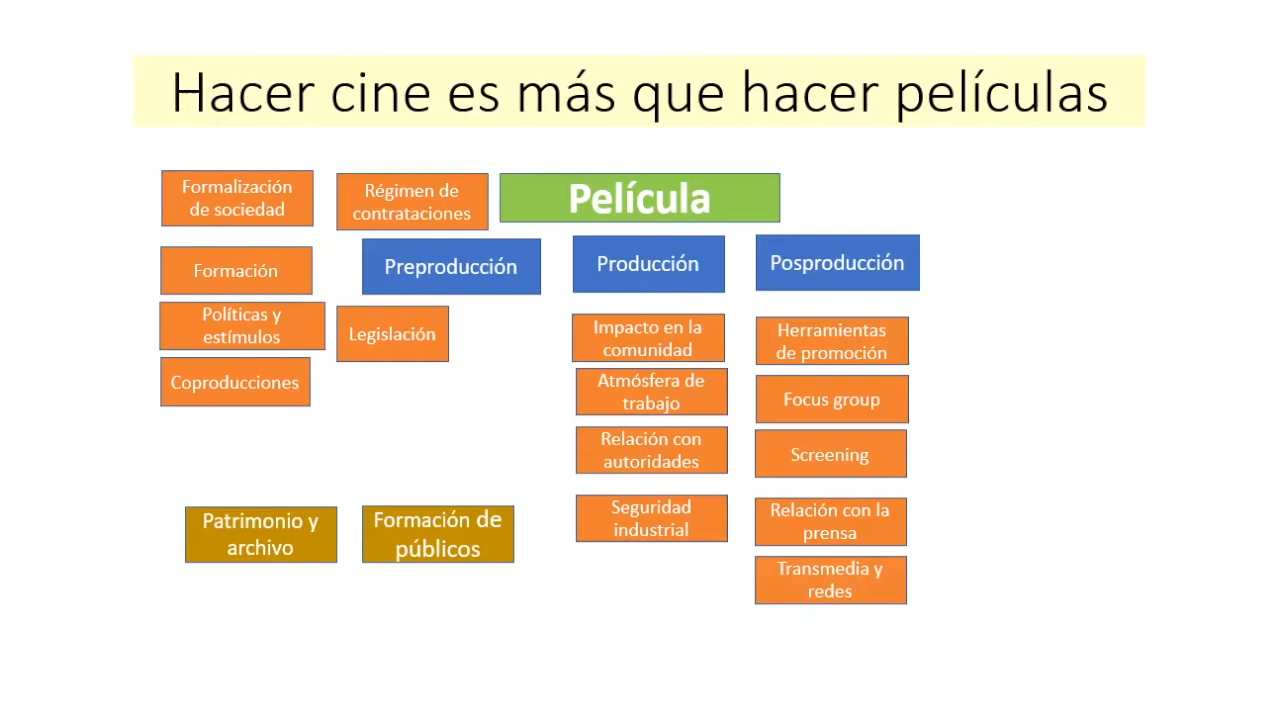 Hacer cine es más que hacer películas
Formalización
de sociedad
Régimen de
contrataciones
Película
Formación
Preproducción
Producción
Posproducción
Políticas y
estímulos
Legislación
Coproducciones
Impacto en la
comunidad
Atmósfera de
trabajo
Relación con
autoridades
Seguridad
industrial
Herramientas
de promoción
Focus group
Screening
Relación con la
prensa
Transmedia y
redes
Patrimonio y
archivo
Formación de
públicos